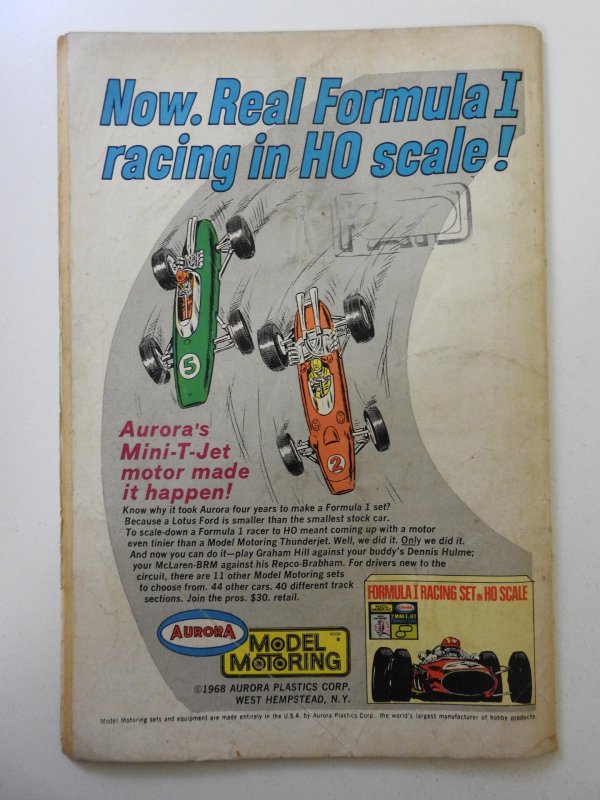 Now. Real Formula I
racing in HO scale!
5
2
Aurora's
Mini-T-Jet
motor made
it happen!
Know why it took Aurora four years to make a Formula 1 set?
Because a Lotus Ford is smaller than the smallest stock car.
To scale-down a Formula 1 racer to HO meant coming up with a motor
even tinier than a Model Motoring Thunderjet. Well, we did it. Only we did it.
And now you can do it—play Graham Hill against your buddy's Dennis Hulme;
your McLaren-BRM against his Repco-Brabham. For drivers new to the
circuit, there are 11 other Model Motoring sets
to choose from. 44 other cars. 40 different track
sections. Join the pros. $30. retail.
FORMULA I RACING SET IN HO SCALE
AURORA
MODEL
MOTORING
©1968 AURORA PLASTICS CORP.
WEST HEMPSTEAD, N.Y.
Model Motoring sets and equipment are made entirely in the U.S.A. by Aurora Plastics Corp., the world's largest manufacturer of hobby products